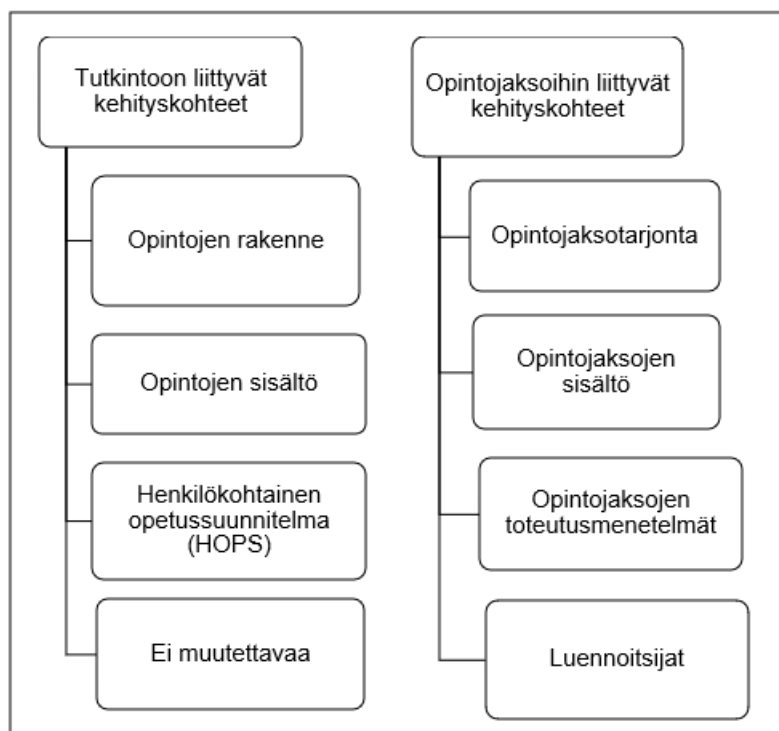 Tutkintoon liittyvät
kehityskohteet
Opintojen rakenne
Opintojen sisältö
Henkilökohtainen
opetussuunnitelma
(HOPS)
Ei muutettavaa
Opintojaksoihin liittyvät
kehityskohteet
Opintojaksotarjonta
Opintojaksojen
sisältö
Opintojaksojen
toteutusmenetelmät
Luennoitsijat